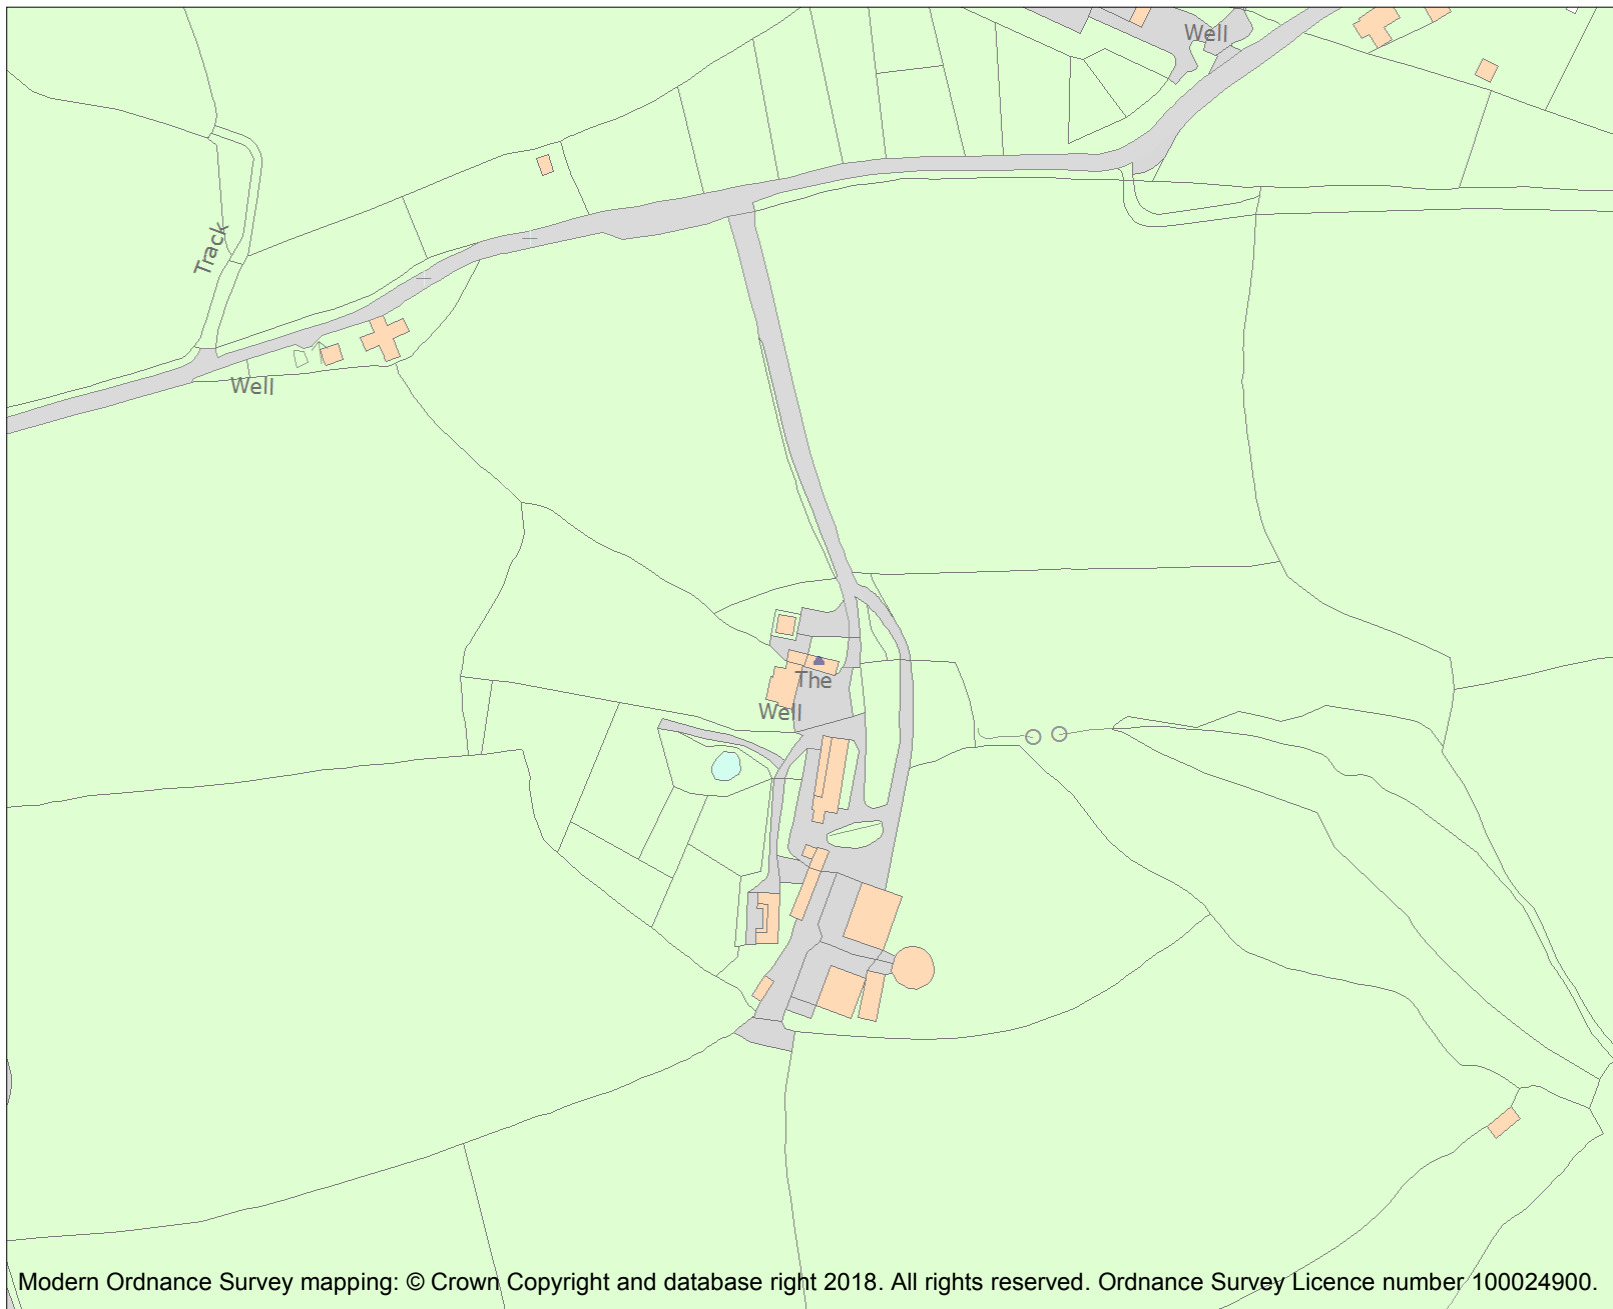 Well
Track
Well
The
Well
Modern Ordnance Survey mapping: © Crown Copyright and database right 2018. All rights reserved. Ordnance Survey Licence number 100024900.